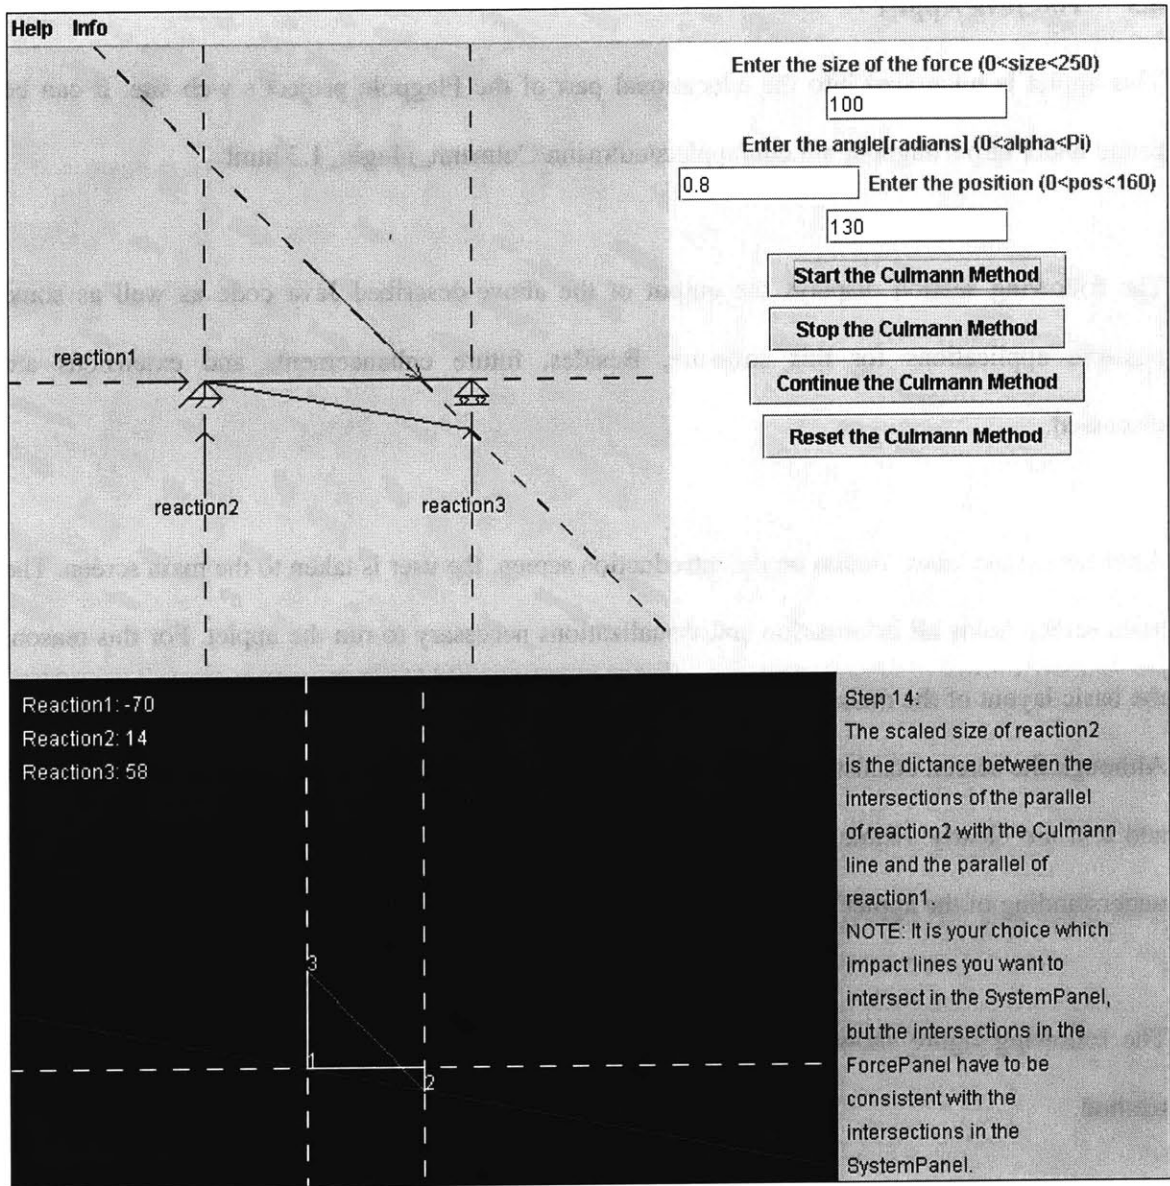 Help Info
Enter the size of the force (0<size<250)
100
Enter the angle[radians] (0<alpha<Pi)
0.8 Enter the position (0<pos<160)
130
Start the Culmann Method
Stop the Culmann Method
Continue the Culmann Method
Reset the Culmann Method
reaction1
reaction2
reaction3
Reaction1: -70
Reaction2: 14
Reaction3: 58
3
1
2
Step 14:
The scaled size of reaction2
is the distance between the
intersections of the parallel
of reaction2 with the Culmann
line and the parallel of
reaction1.
NOTE: It is your choice which
impact lines you want to
intersect in the SystemPanel,
but the intersections in the
ForcePanel have to be
consistent with the
intersections in the
SystemPanel.